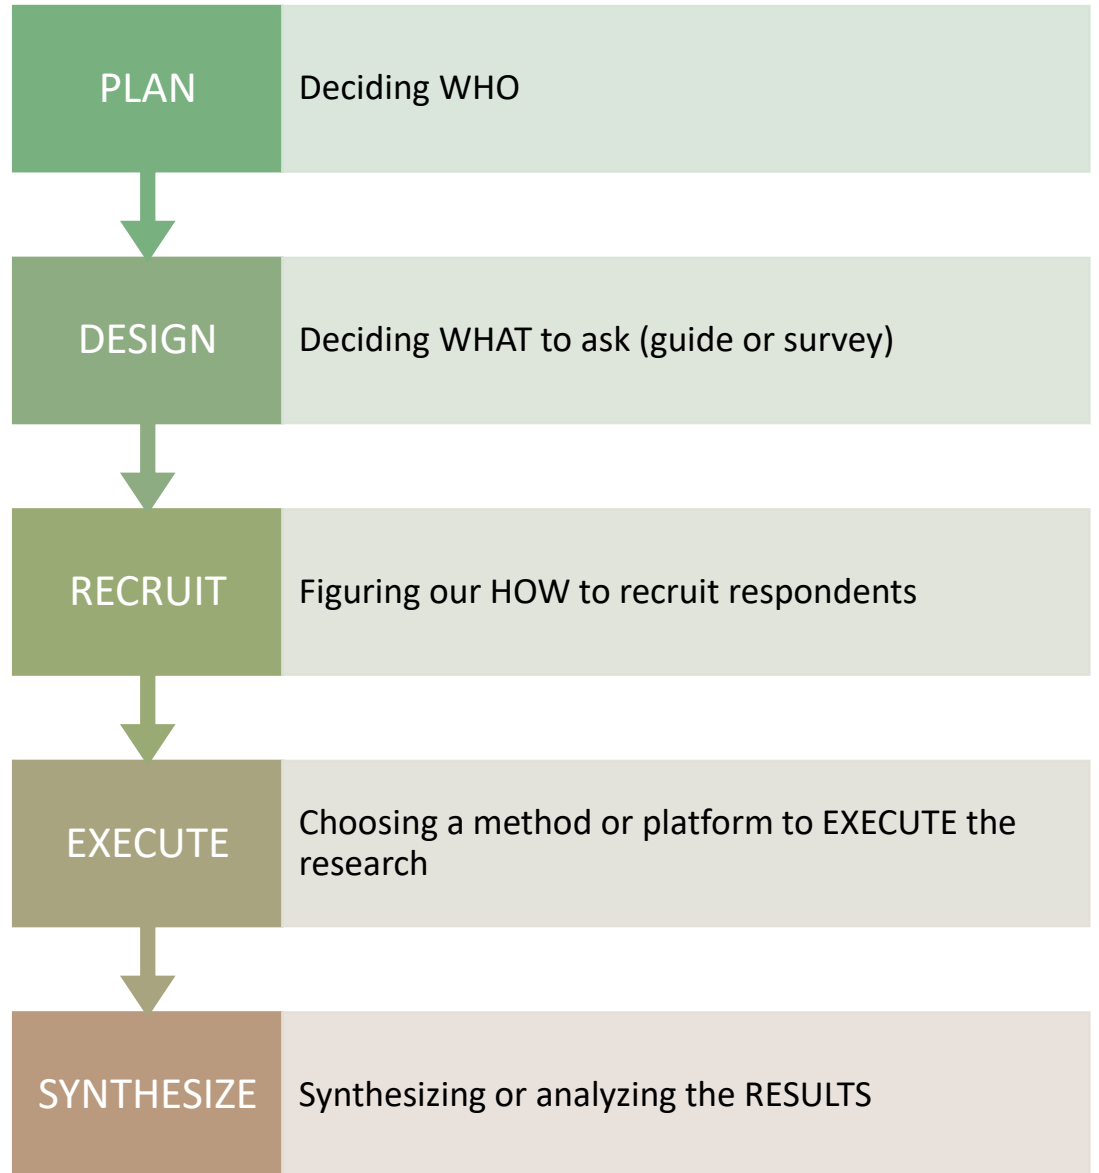 PLAN
Deciding WHO
DESIGN
Deciding WHAT to ask (guide or survey)
RECRUIT
Figuring our HOW to recruit respondents
EXECUTE
Choosing a method or platform to EXECUTE the
research
SYNTHESIZE
Synthesizing or analyzing the RESULTS